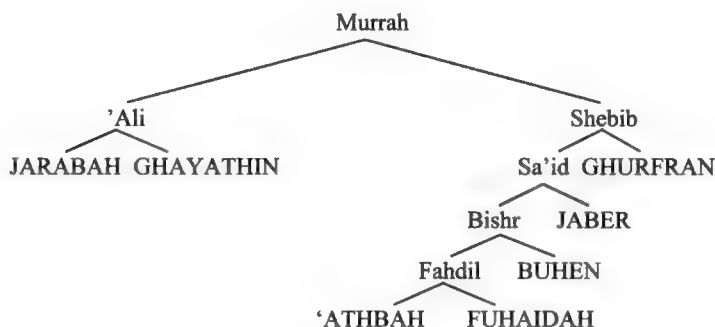 Murrah
’Ali Shebib
JARABAH GHAYATHIN Sa’id GHURFRAN
Bishr JABER
Fahdil BUHEN
‘ATHBAH FUHAIDAH